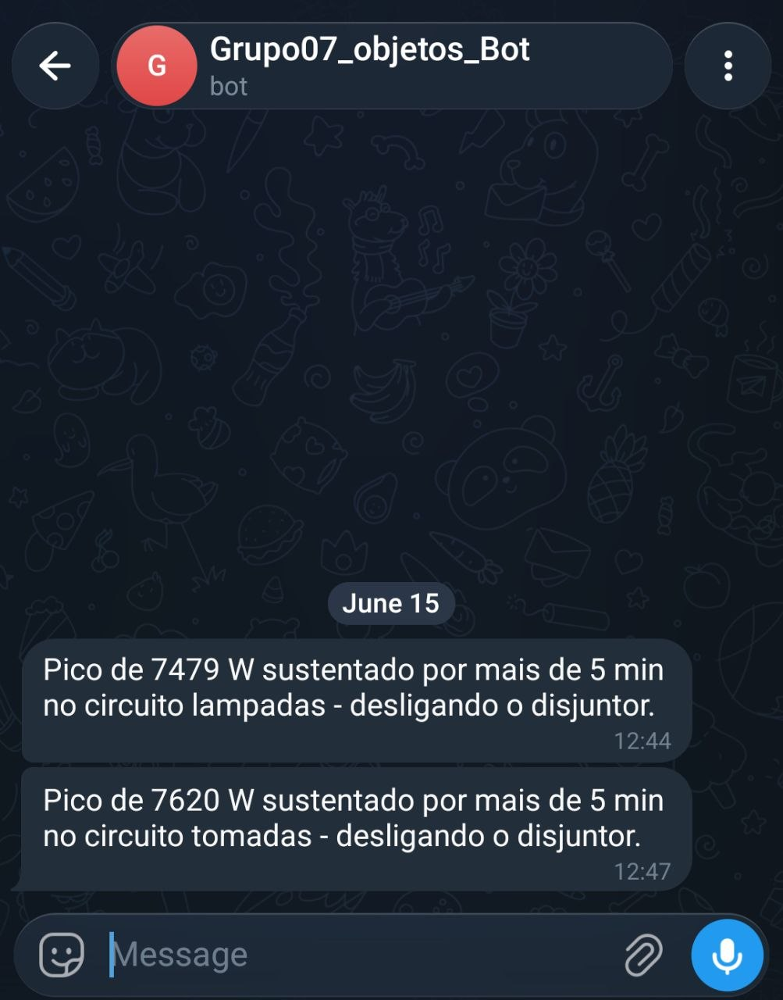 G
Grupo07_objetos_Bot
bot
June 15
Pico de 7479 W sustentado por mais de 5 min
no circuito lampadas - desligando o disjuntor.
12:44
Pico de 7620 W sustentado por mais de 5 min
no circuito tomadas - desligando o disjuntor.
12:47
Message